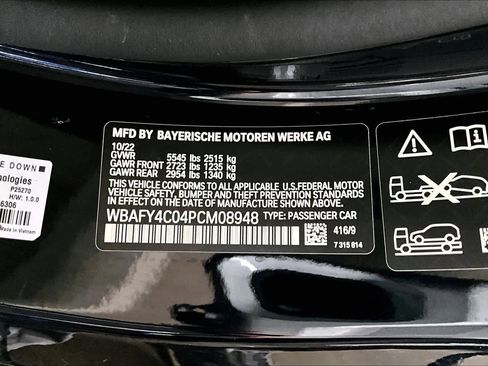 E DOWN
nologies
P25270
H/W: 1.0.0
6306
Made in Vietnam
MFD BY BAYERISCHE MOTOREN WERKE AG
10/22
GVWR 5545 lbs 2515 kg
GAWR FRONT 2723 lbs 1235 kg
GAWR REAR 2954 lbs 1340 kg
THIS VEHICLE CONFORMS TO ALL APPLICABLE U.S.FEDERAL MOTOR
VEHICLE SAFETY, BUMPER AND THEFT PREVENTION STANDARDS
IN EFFECT ON THE DATE OF MANUFACTURE SHOWN ABOVE.
WBAFY4C04PCM08948 TYPE: PASSENGER CAR
416/9
7 315 814